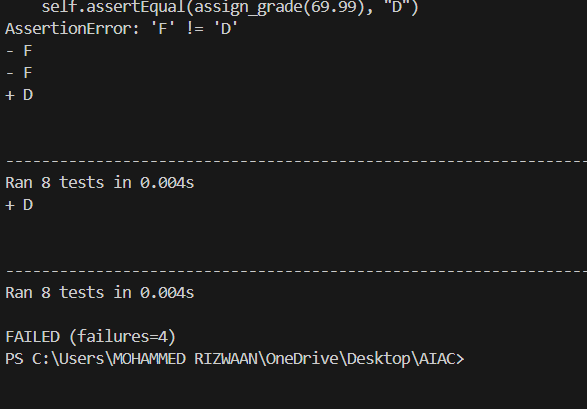 self.assertEqual(assign_grade(69.99), "D")
AssertionError: 'F' != 'D'
- F
- F
+ D
----------------------------------------------------------------------
Ran 8 tests in 0.004s
+ D
----------------------------------------------------------------------
Ran 8 tests in 0.004s
FAILED (failures=4)
PS C:\Users\MOHAMMED RIZWAAN\OneDrive\Desktop\AIAC>